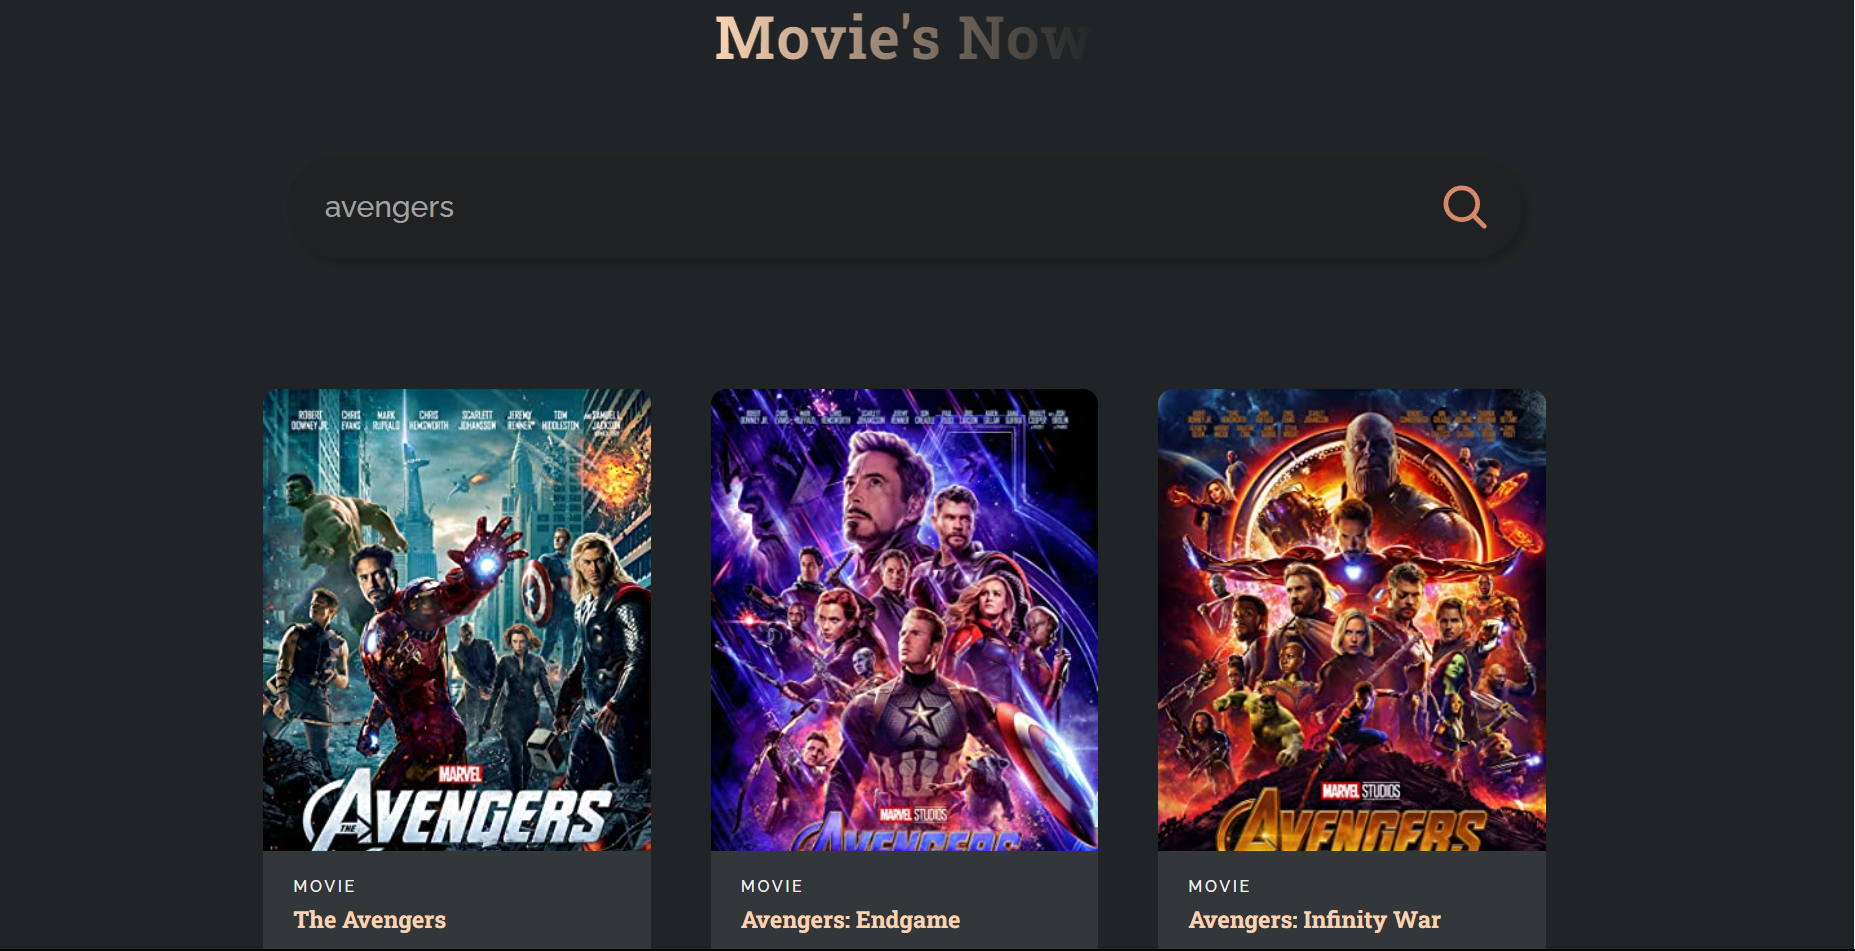 Movie's Now
avengers
ROBERT DOWNEY JR. CHRIS EVANS MARK RUFFALO CHRIS HEMSWORTH SCARLETT JOHANSSON JEREMY RENNER TOM HIDDLESTON AND SAMUEL L. JACKSON
MARVEL
THE AVENGERS
MARVEL STUDIOS
AVENGERS
MARVEL STUDIOS
AVENGERS
MOVIE
The Avengers
MOVIE
Avengers: Endgame
MOVIE
Avengers: Infinity War